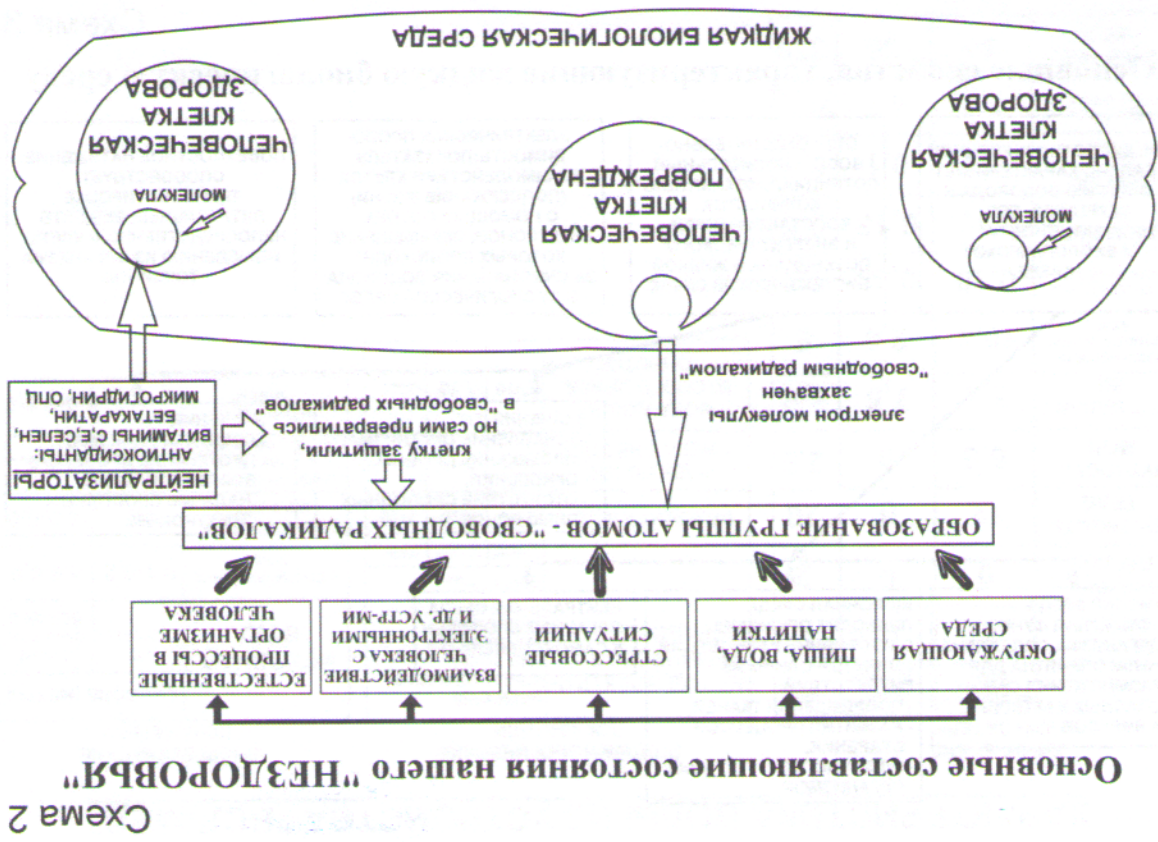 Схема 2
Основные составляющие состояния нашего "НЕЗДОРОВЬЯ"
ОКРУЖАЮЩАЯ
СРЕДА
ПИЩА, ВОДА,
НАПИТКИ
СТРЕССОВЫЕ
СИТУАЦИИ
ВЗАИМОДЕЙСТВИЕ
ЧЕЛОВЕКА С
ЭЛЕКТРОННЫМИ
И ДР. УСТР-МИ
ЕСТЕСТВЕННЫЕ
ПРОЦЕССЫ В
ОРГАНИЗМЕ
ЧЕЛОВЕКА
ОБРАЗОВАНИЕ ГРУППЫ АТОМОВ - "СВОБОДНЫХ РАДИКАЛОВ"
электрон молекулы
захвачен
"свободным радикалом"
клетку защитили,
но сами превратились
в "свободных радикалов"
НЕЙТРАЛИЗАТОРЫ
АНТИОКСИДАНТЫ:
ВИТАМИНЫ С,Е,СЕЛЕН,
БЕТАКАРАТИН,
МИКРОГИДРИН, ОПЦ
МОЛЕКУЛА
ЧЕЛОВЕЧЕСКАЯ
КЛЕТКА
ЗДОРОВА
ЧЕЛОВЕЧЕСКАЯ
КЛЕТКА
ПОВРЕЖДЕНА
МОЛЕКУЛА
ЧЕЛОВЕЧЕСКАЯ
КЛЕТКА
ЗДОРОВА
ЖИДКАЯ БИОЛОГИЧЕСКАЯ СРЕДА